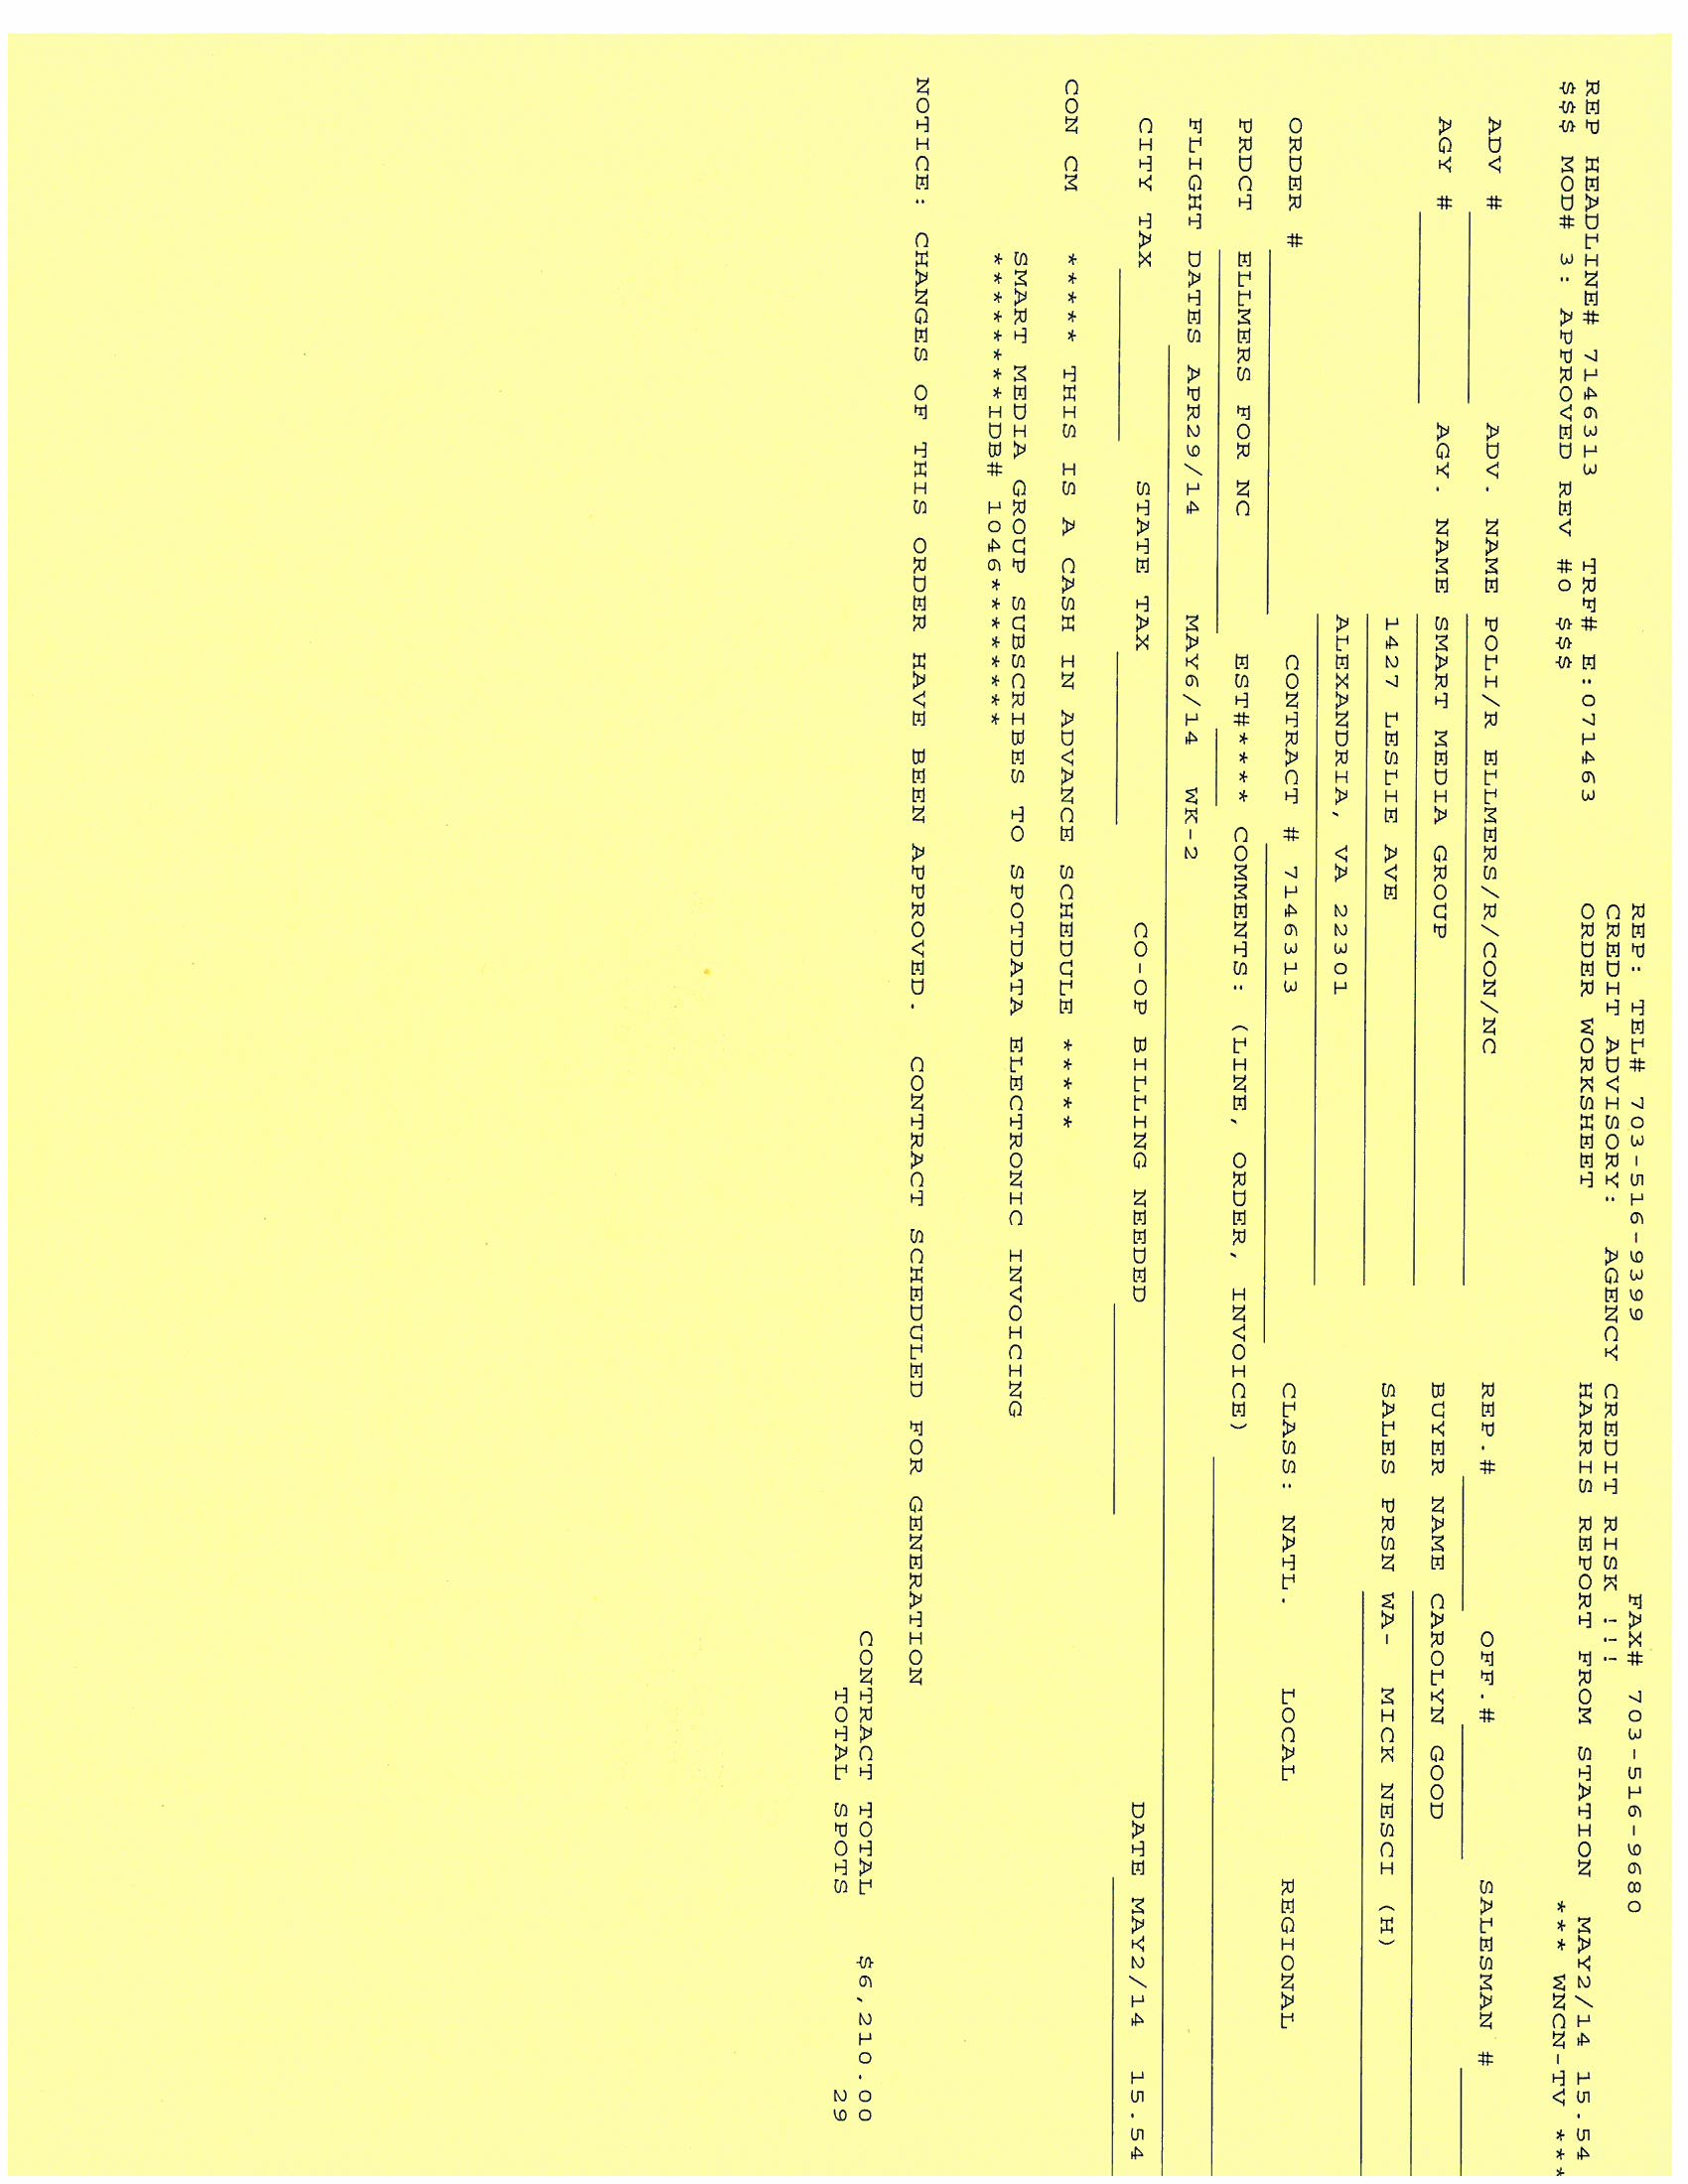 REP: TEL# 703-516-9399 FAX# 703-516-9680
CREDIT ADVISORY: AGENCY CREDIT RISK !!!
REP HEADLINE# 7146313 TRF# E:071463 ORDER WORKSHEET HARRIS REPORT FROM STATION MAY2/14 15.54
$$$ MOD# 3: APPROVED REV #0 $$$ *** WNCN-TV ***
ADV # ADV. NAME POLI/R ELLMERS/R/CON/NC REP.# OFF.# SALESMAN #
AGY # AGY. NAME SMART MEDIA GROUP BUYER NAME CAROLYN GOOD
1427 LESLIE AVE SALES PRSN WA- MICK NESCI (H)
ALEXANDRIA, VA 22301
ORDER # CONTRACT # 7146313 CLASS: NATL. LOCAL REGIONAL
PRDCT ELLMERS FOR NC EST#**** COMMENTS: (LINE, ORDER, INVOICE)
FLIGHT DATES APR29/14 MAY6/14 WK-2
CITY TAX STATE TAX CO-OP BILLING NEEDED DATE MAY2/14 15.54
CON CM ***** THIS IS A CASH IN ADVANCE SCHEDULE *****
SMART MEDIA GROUP SUBSCRIBES TO SPOTDATA ELECTRONIC INVOICING
********IDB# 1046********
NOTICE: CHANGES OF THIS ORDER HAVE BEEN APPROVED. CONTRACT SCHEDULED FOR GENERATION
CONTRACT TOTAL $6,210.00
TOTAL SPOTS 29